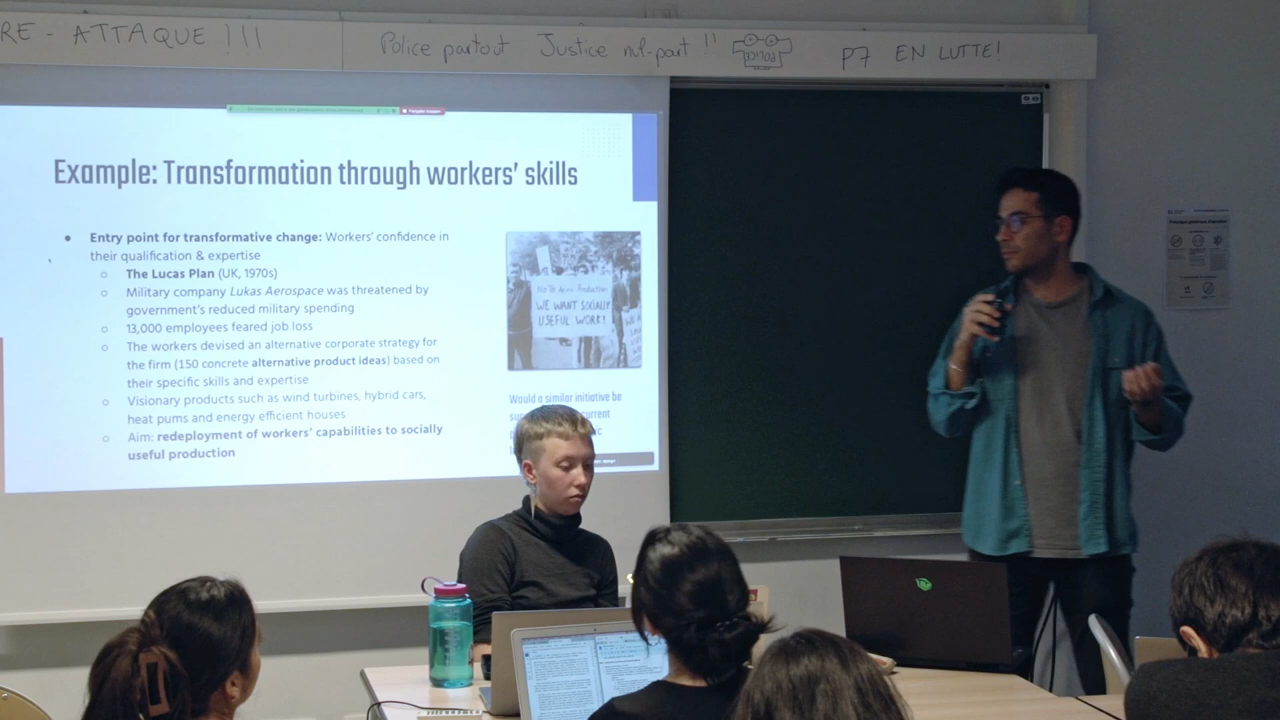 RE - ATTAQUE !!!
Police partout Justice nul-part !!
POLICE
P7 EN LUTTE!
Example: Transformation through workers' skills
● Entry point for transformative change: Workers' confidence in
their qualification & expertise
○ The Lucas Plan (UK, 1970s)
○ Military company Lukas Aerospace was threatened by
government's reduced military spending
○ 13,000 employees feared job loss
○ The workers devised an alternative corporate strategy for
the firm (150 concrete alternative product ideas) based on
their specific skills and expertise
○ Visionary products such as wind turbines, hybrid cars,
heat pums and energy efficient houses
○ Aim: redeployment of workers' capabilities to socially
useful production
WE WANT SOCIALLY
USEFUL WORK!
Would a similar initiative be
current